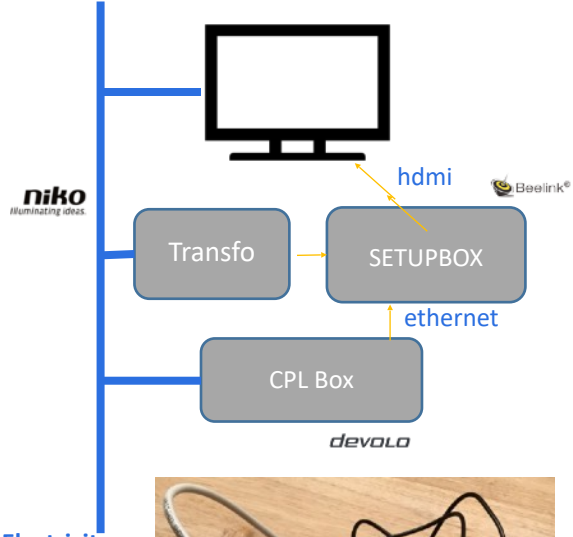 hdmi
Beelink®
niko
Illuminating ideas.
Transfo
SETUPBOX
ethernet
CPL Box
devolo